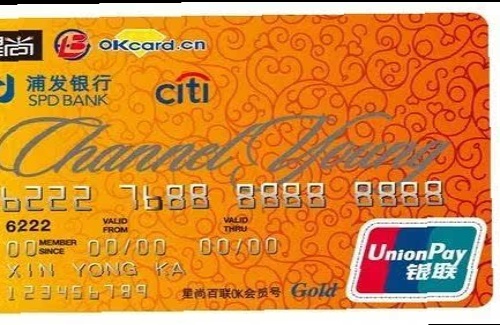 星尚 OKcard.cn
浦发银行 citi
SPD BANK
Channel Young
6222 7688 8888 8888
6222 VALID FROM VALID THRU
00 MEMBER SINCE 00/00 00/00
XIN YONG KA
123456789 星尚百联OK会员号 Gold
UnionPay
银联